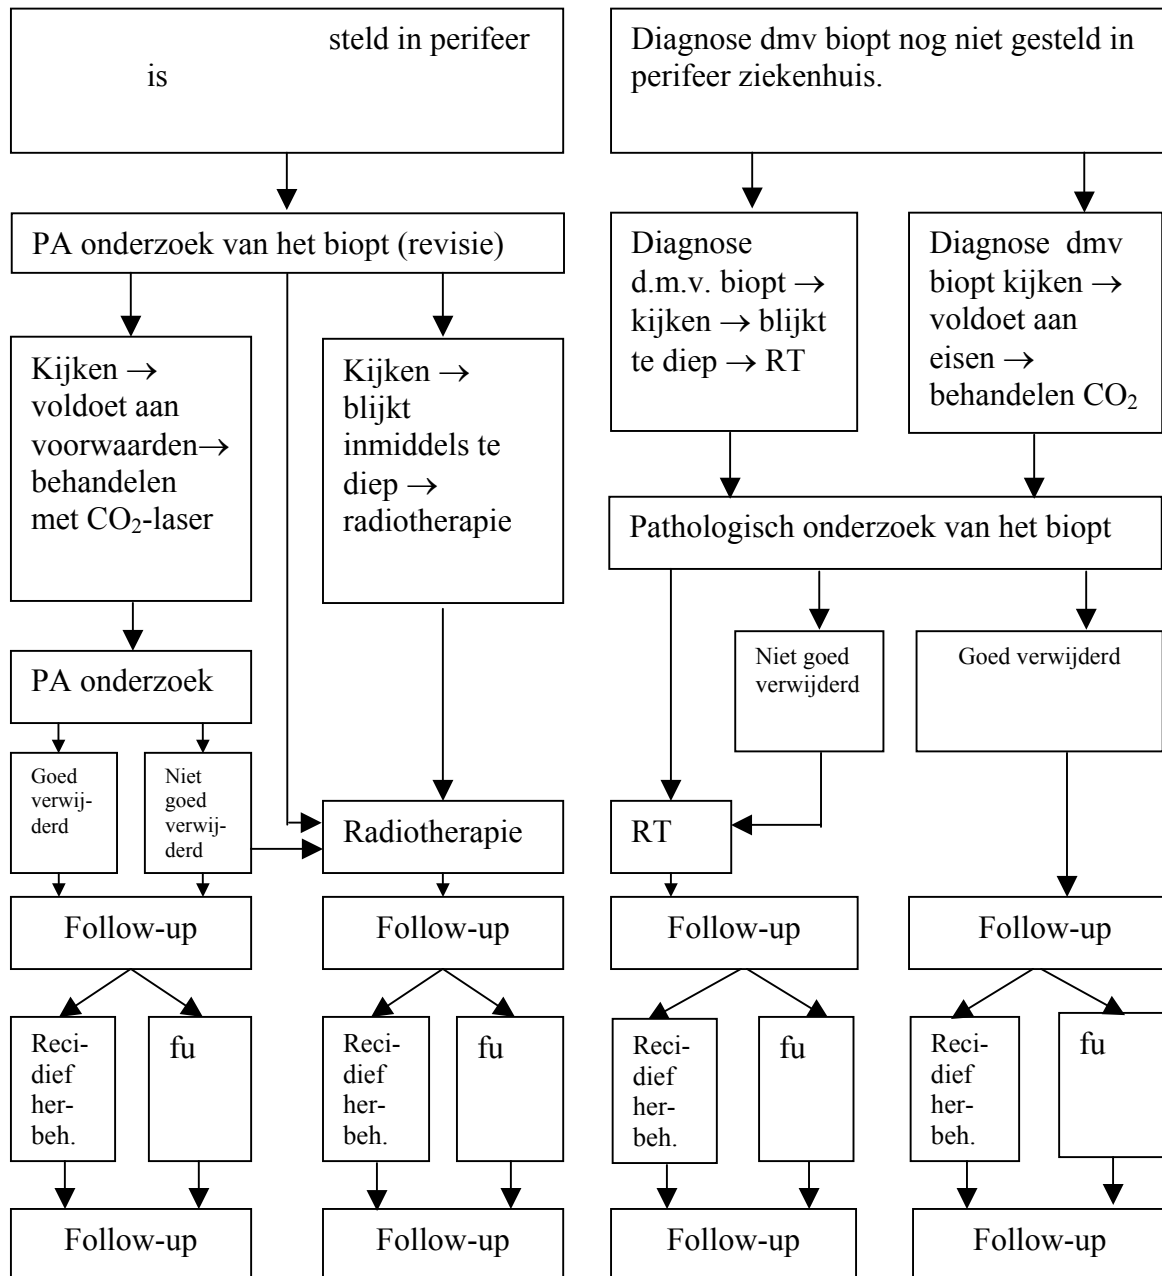 steld in perifeer
is
Diagnose dmv biopt nog niet gesteld in
perifeer ziekenhuis.
PA onderzoek van het biopt (revisie)
Diagnose
d.m.v. biopt →
kijken → blijkt
te diep → RT
Diagnose dmv
biopt kijken →
voldoet aan
eisen →
behandelen CO₂
Kijken →
voldoet aan
voorwaarden→
behandelen
met CO₂-laser
Kijken →
blijkt
inmiddels te
diep →
radiotherapie
Pathologisch onderzoek van het biopt
PA onderzoek
Niet goed
verwijderd
Goed verwijderd
Goed
verwij-
derd
Niet
goed
verwij-
derd
Radiotherapie
RT
Follow-up
Follow-up
Follow-up
Follow-up
Reci-
dief
her-
beh.
fu
Reci-
dief
her-
beh.
fu
Reci-
dief
her-
beh.
fu
Reci-
dief
her-
beh.
fu
Follow-up
Follow-up
Follow-up
Follow-up